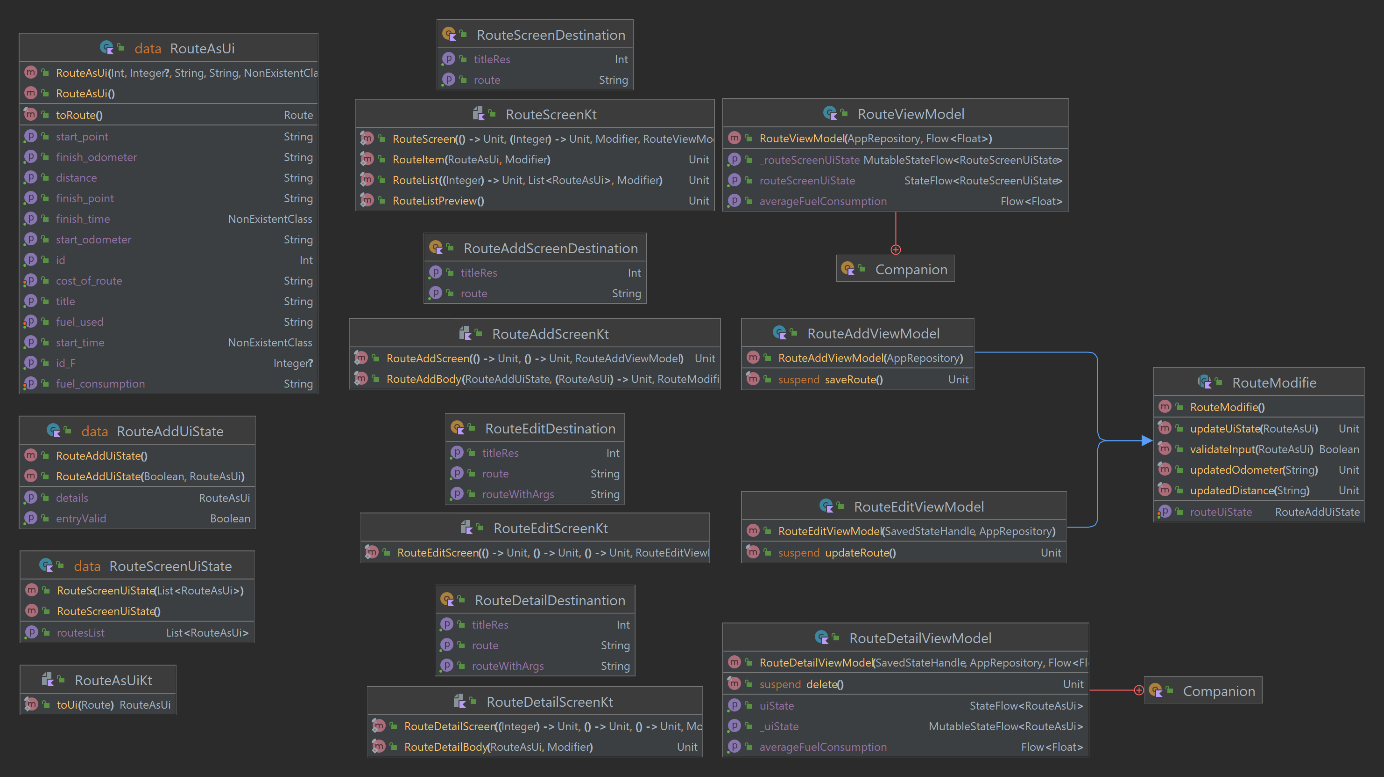 data RouteAsUi
RouteAsUi(Int, Integer?, String, String, NonExistentCla
RouteAsUi()
toRoute() Route
start_point String
finish_odometer String
distance String
finish_point String
finish_time NonExistentClass
start_odometer String
id Int
cost_of_route String
title String
fuel_used String
start_time NonExistentClass
id_F Integer?
fuel_consumption String
data RouteAddUiState
RouteAddUiState()
RouteAddUiState(Boolean, RouteAsUi)
details RouteAsUi
entryValid Boolean
data RouteScreenUiState
RouteScreenUiState(List<RouteAsUi>)
RouteScreenUiState()
routesList List<RouteAsUi>
RouteAsUiKt
toUi(Route) RouteAsUi
RouteScreenDestination
titleRes Int
route String
RouteScreenKt
RouteScreen(() -> Unit, (Integer) -> Unit, Modifier, RouteViewMo
RouteItem(RouteAsUi, Modifier) Unit
RouteList((Integer) -> Unit, List<RouteAsUi>, Modifier) Unit
RouteListPreview() Unit
RouteAddScreenDestination
titleRes Int
route String
RouteAddScreenKt
RouteAddScreen(() -> Unit, () -> Unit, RouteAddViewModel) Unit
RouteAddBody(RouteAddUiState, (RouteAsUi) -> Unit, RouteModifi
RouteEditDestination
titleRes Int
route String
routeWithArgs String
RouteEditScreenKt
RouteEditScreen(() -> Unit, () -> Unit, () -> Unit, RouteEditViewI
RouteDetailDestinantion
titleRes Int
route String
routeWithArgs String
RouteDetailScreenKt
RouteDetailScreen((Integer) -> Unit, () -> Unit, () -> Unit, Mo
RouteDetailBody(RouteAsUi, Modifier) Unit
RouteViewModel
RouteViewModel(AppRepository, Flow<Float>)
_routeScreenUiState MutableStateFlow<RouteScreenUiState>
routeScreenUiState StateFlow<RouteScreenUiState>
averageFuelConsumption Flow<Float>
Companion
RouteAddViewModel
RouteAddViewModel(AppRepository)
suspend saveRoute() Unit
RouteEditViewModel
RouteEditViewModel(SavedStateHandle, AppRepository)
suspend updateRoute() Unit
RouteDetailViewModel
RouteDetailViewModel(SavedStateHandle, AppRepository, Flow<Fl
suspend delete() Unit
uiState StateFlow<RouteAsUi>
_uiState MutableStateFlow<RouteAsUi>
averageFuelConsumption Flow<Float>
Companion
RouteModifie
RouteModifie()
updateUiState(RouteAsUi) Unit
validateInput(RouteAsUi) Boolean
updatedOdometer(String) Unit
updatedDistance(String) Unit
routeUiState RouteAddUiState